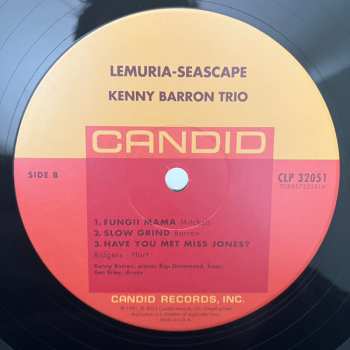 LEMURIA-SEASCAPE
KENNY BARRON TRIO
CANDID
SIDE B
CLP 32051
1. FUNGII MAMA Mitchell
2. SLOW GRIND Barron
3. HAVE YOU MET MISS JONES?
Rodgers - Hart
Kenny Barron, piano; Ray Drummond, bass;
Ben Riley, drums
CANDID RECORDS, INC.